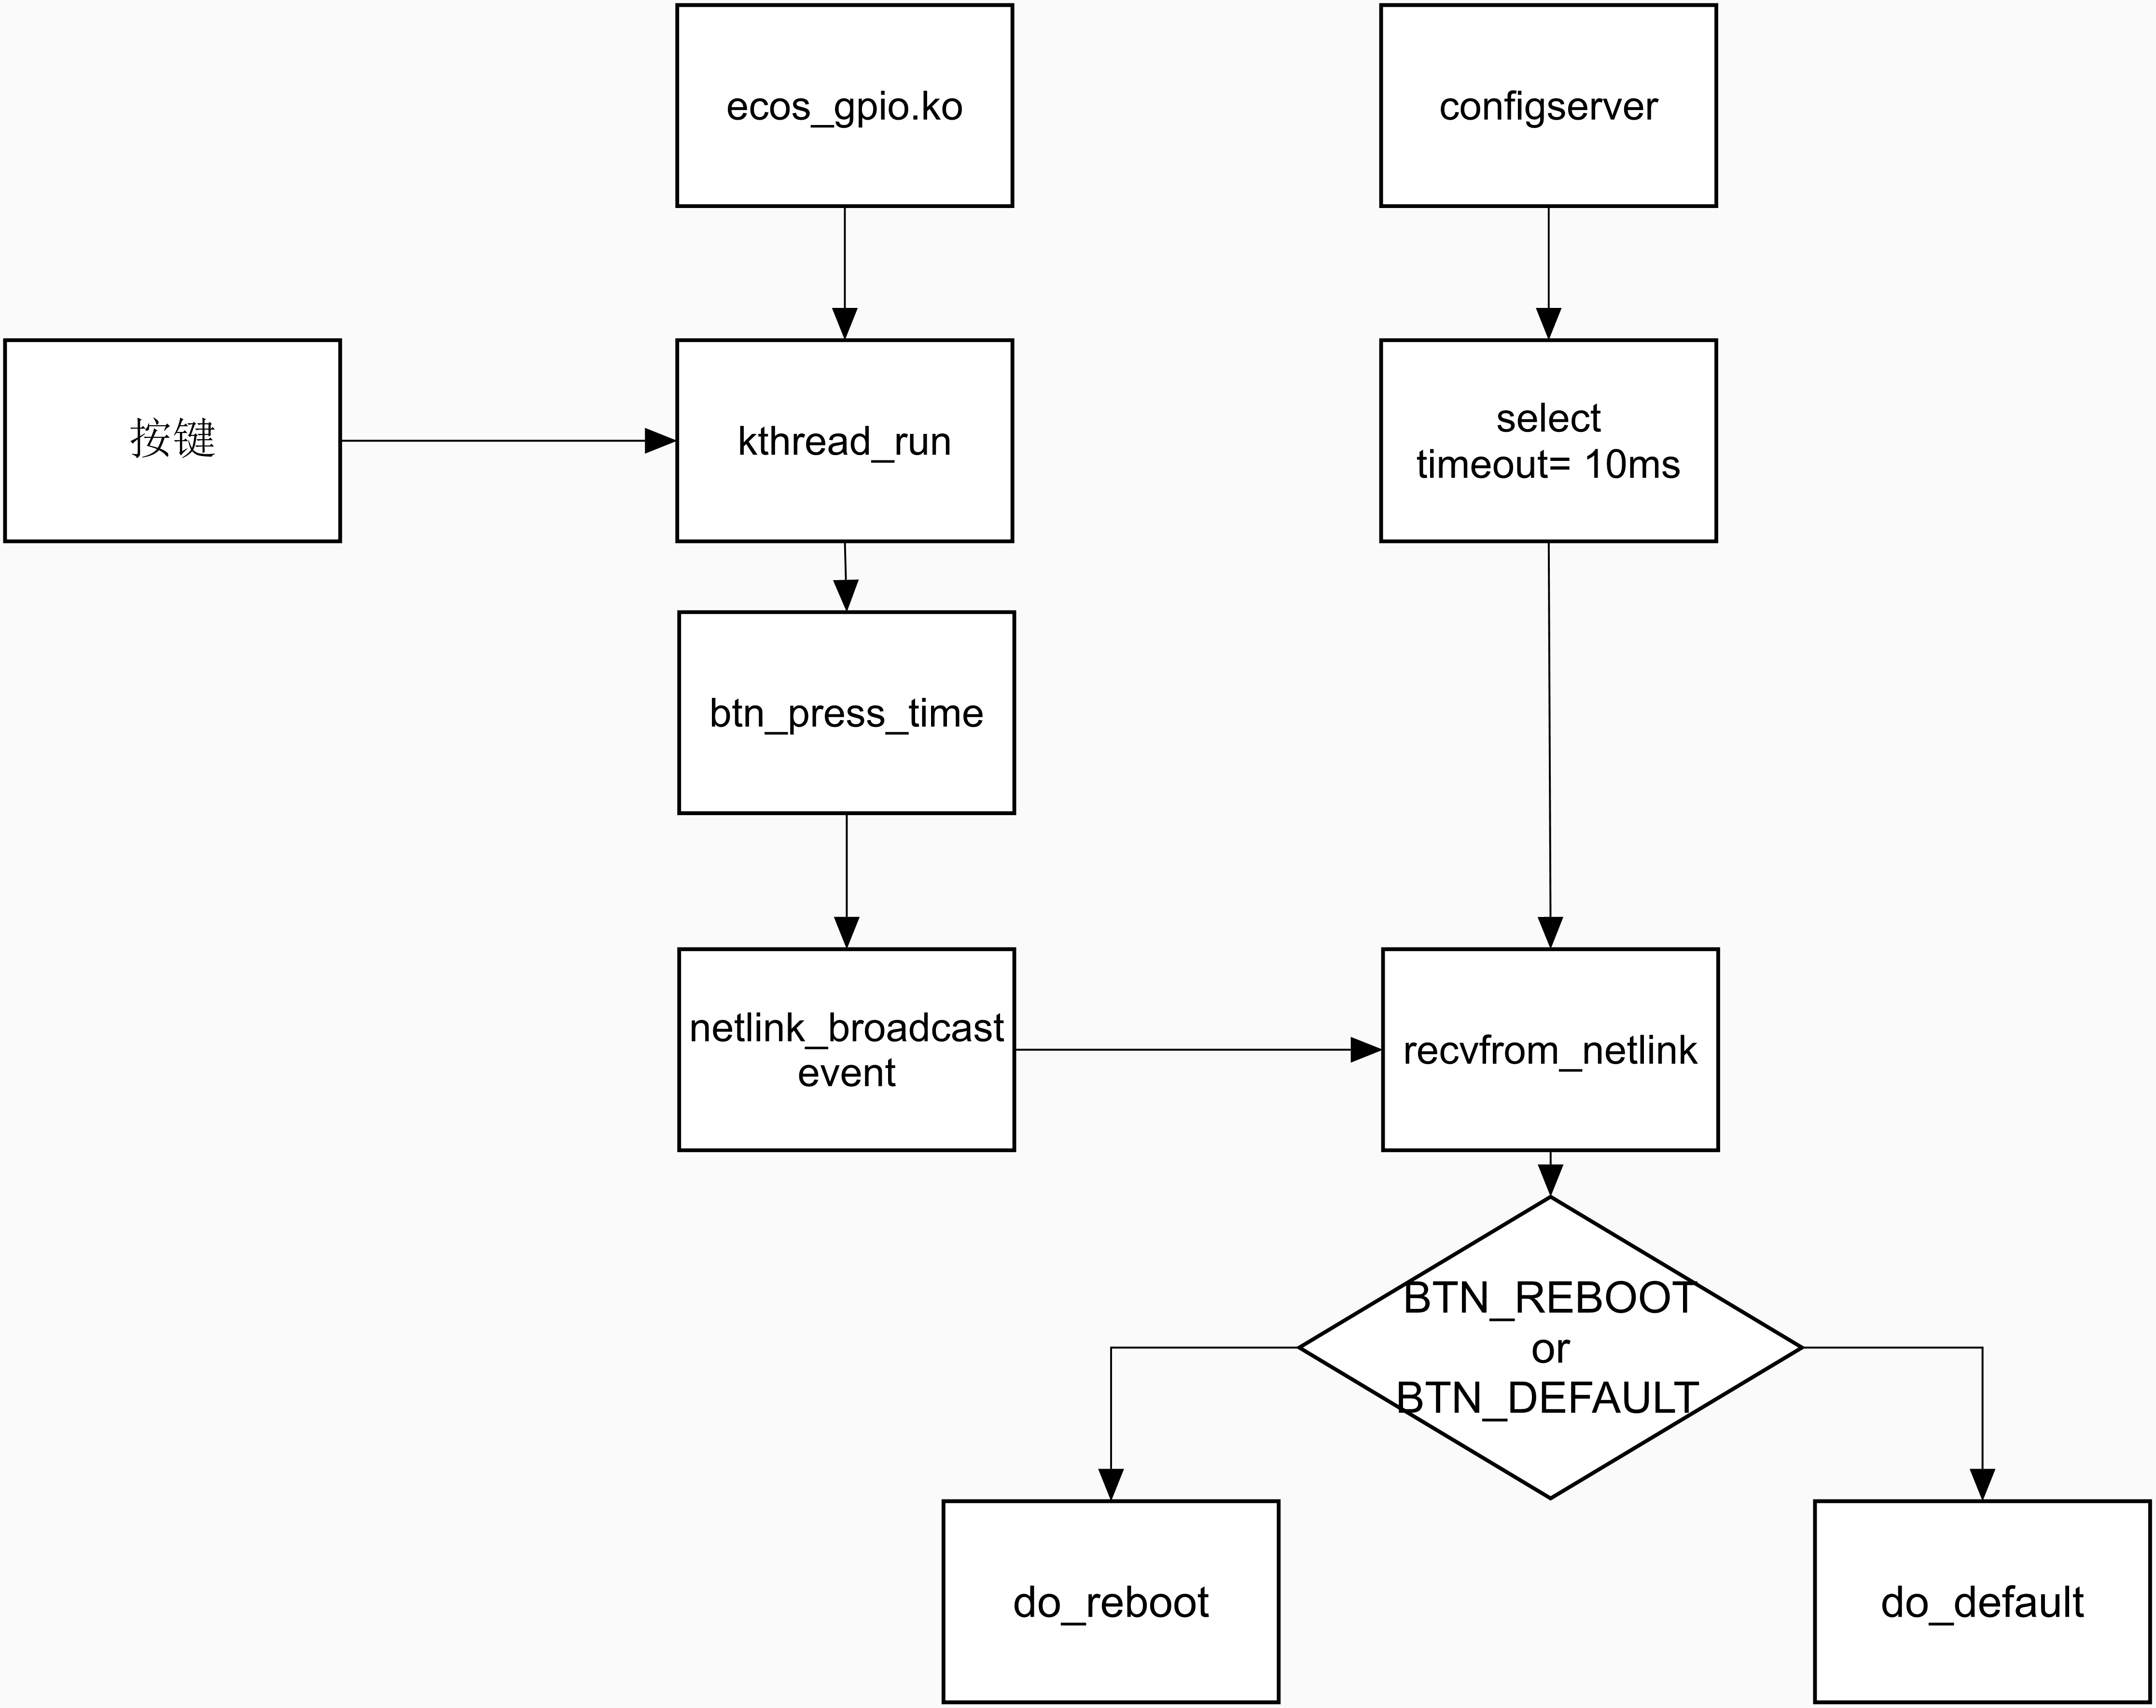 ecos_gpio.ko
configserver
按键
kthread_run
select
timeout= 10ms
btn_press_time
netlink_broadcast
event
recvfrom_netlink
BTN_REBOOT
or
BTN_DEFAULT
do_reboot
do_default